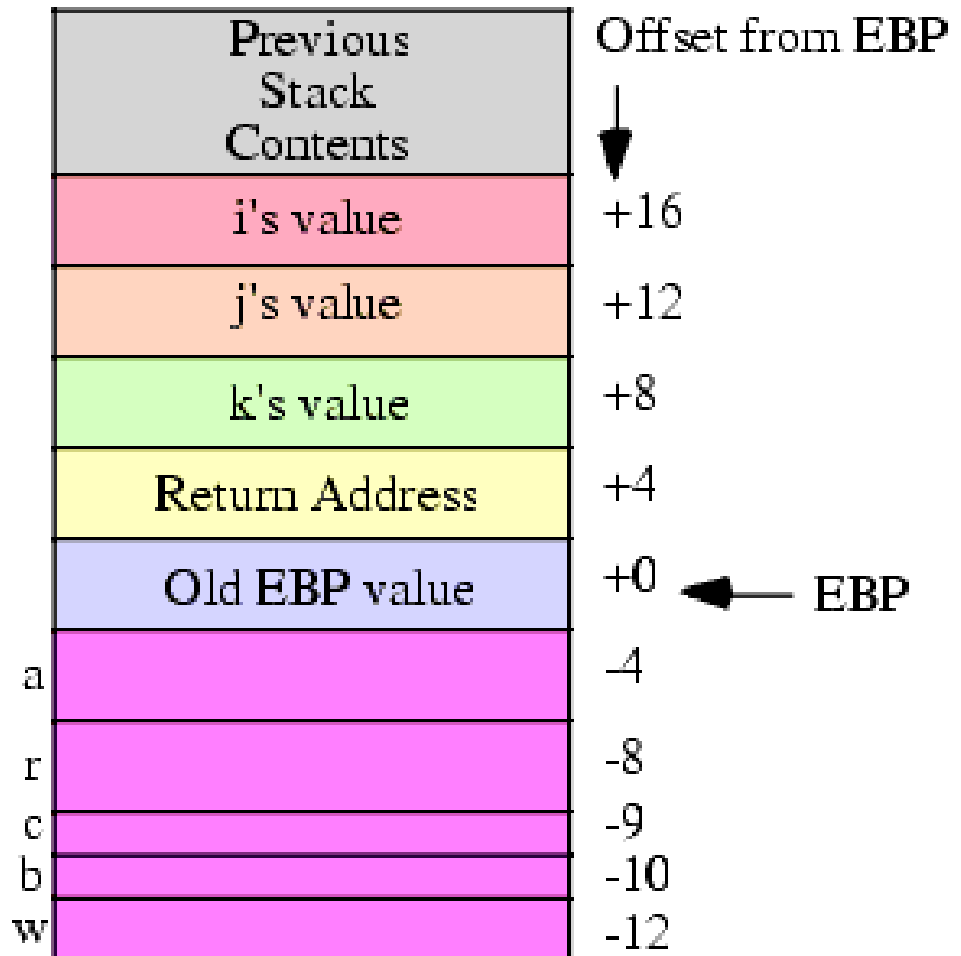 Previous
Stack
Contents
Offset from EBP
i's value
+16
j's value
+12
k's value
+8
Return Address
+4
Old EBP value
+0
EBP
a
-4
r
-8
c
-9
b
-10
w
-12